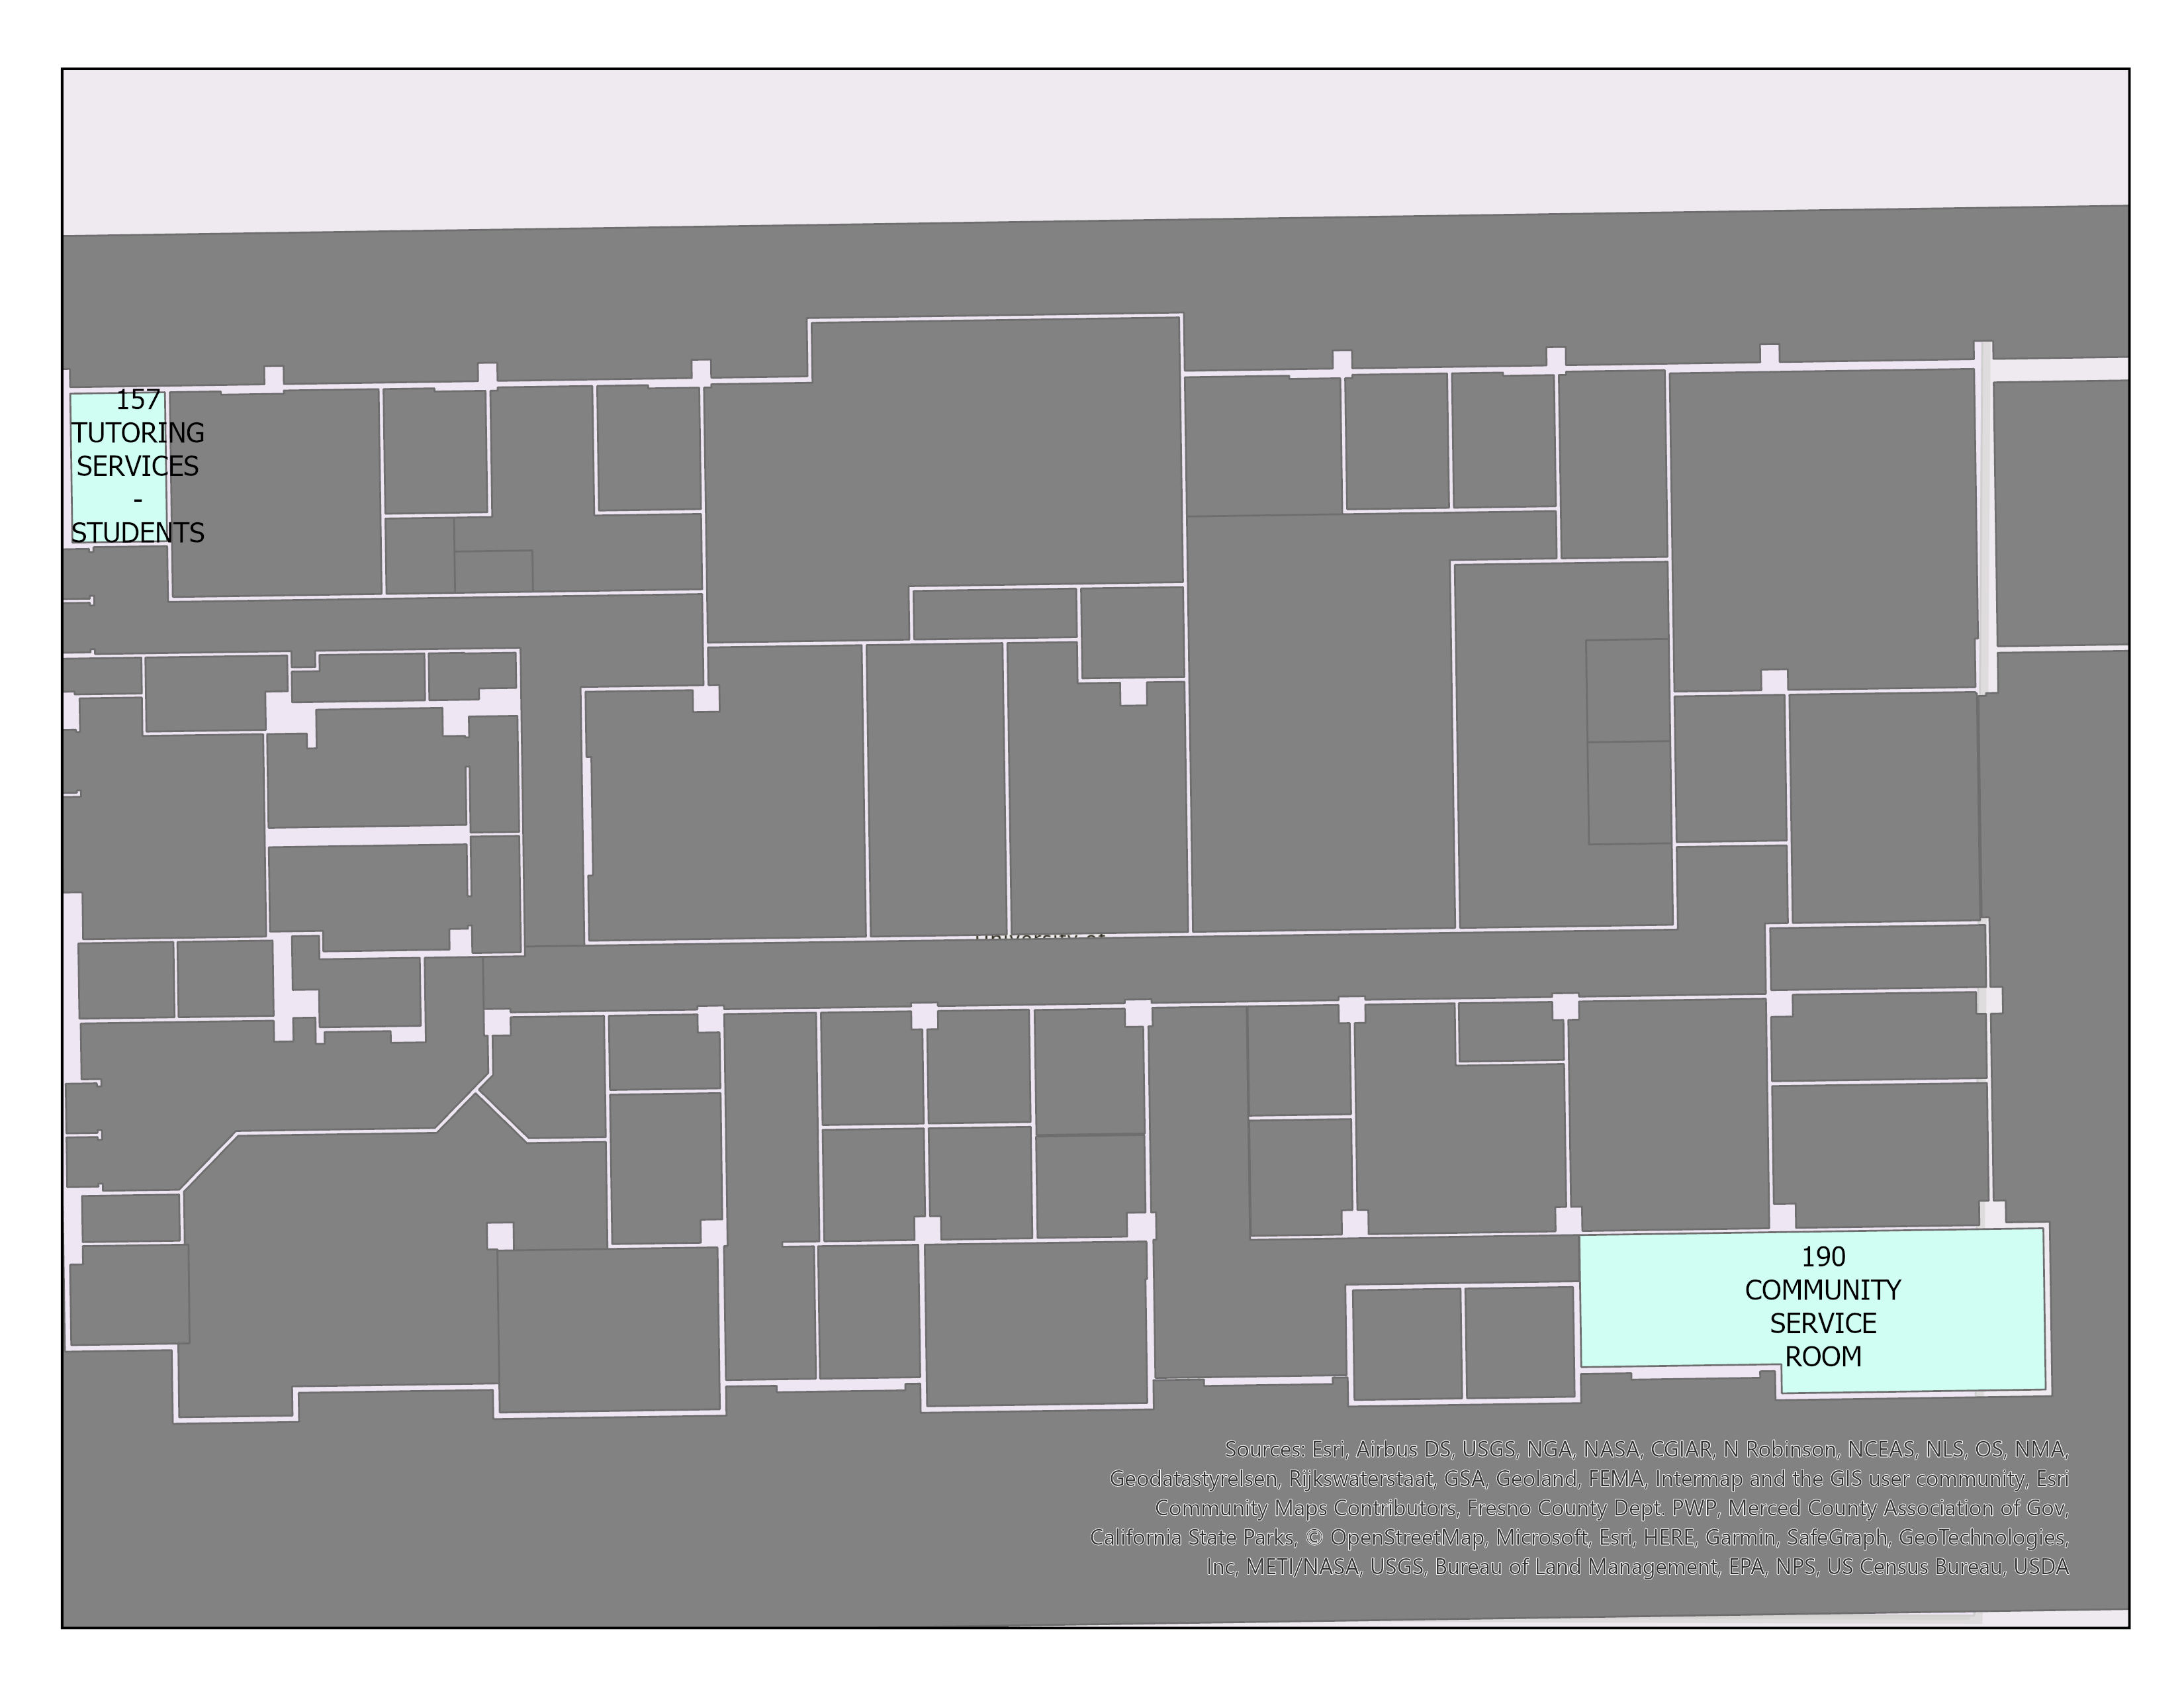 157
TUTORING
SERVICES
-
STUDENTS
University of
190
COMMUNITY
SERVICE
ROOM
Sources: Esri, Airbus DS, USGS, NGA, NASA, CGIAR, N Robinson, NCEAS, NLS, OS, NMA,
Geodatastyrelsen, Rijkswaterstaat, GSA, Geoland, FEMA, Intermap and the GIS user community, Esri
Community Maps Contributors, Fresno County Dept. PWP, Merced County Association of Gov,
California State Parks, © OpenStreetMap, Microsoft, Esri, HERE, Garmin, SafeGraph, GeoTechnologies,
Inc, METI/NASA, USGS, Bureau of Land Management, EPA, NPS, US Census Bureau, USDA